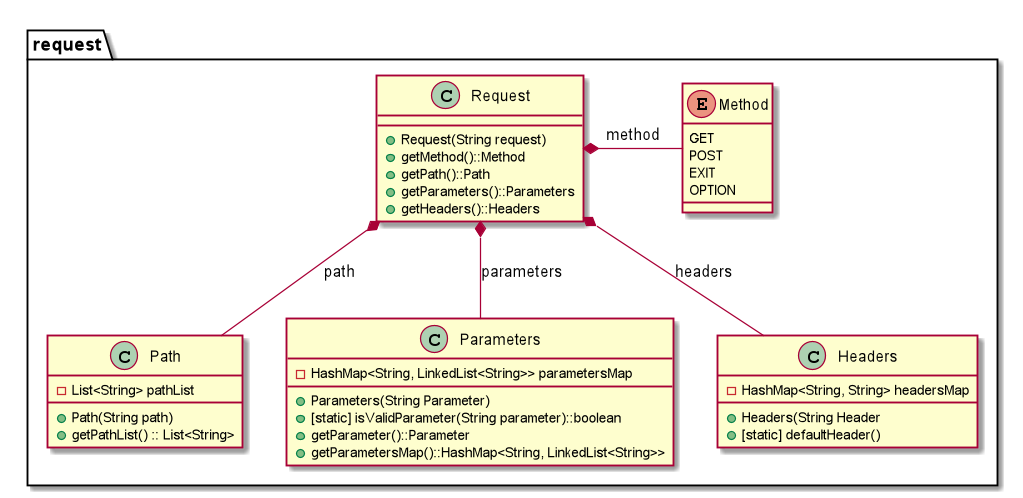 request
C Request
Request(String request)
getMethod()::Method
getPath()::Path
getParameters()::Parameters
getHeaders()::Headers
method
E Method
GET
POST
EXIT
OPTION
path
parameters
headers
C Path
List<String> pathList
Path(String path)
getPathList() :: List<String>
C Parameters
HashMap<String, LinkedList<String>> parametersMap
Parameters(String Parameter)
[static] isValidParameter(String parameter)::boolean
getParameter()::Parameter
getParametersMap()::HashMap<String, LinkedList<String>>
C Headers
HashMap<String, String> headersMap
Headers(String Header
[static] defaultHeader()